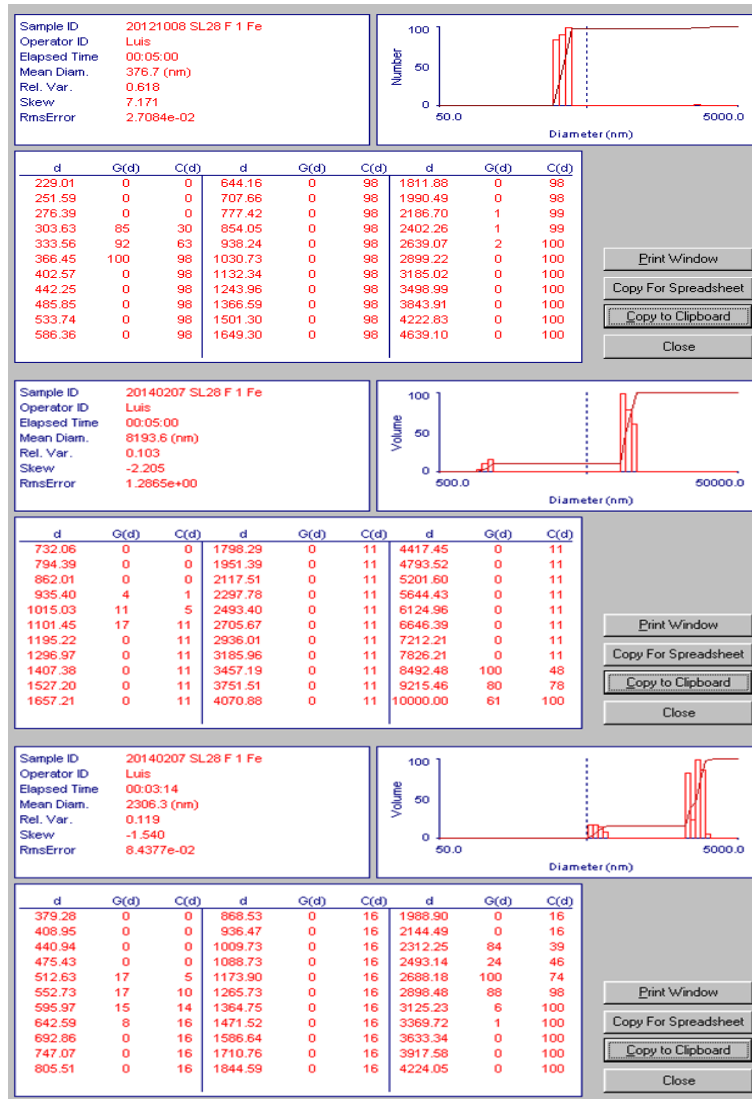 Sample ID 20121008 SL28 F 1 Fe
Operator ID Luis
Elapsed Time 00:05:00
Mean Diam. 376.7 (nm)
Rel. Var. 0.618
Skew 7.171
RmsError 2.7084e-02
Number
100
50
0
50.0 5000.0
Diameter (nm)
d G(d) C(d) d G(d) C(d) d G(d) C(d)
229.01 0 0 644.16 0 98 1811.88 0 98
251.59 0 0 707.66 0 98 1990.49 0 98
276.39 0 0 777.42 0 98 2186.70 1 99
303.63 85 30 854.05 0 98 2402.26 1 99
333.56 92 63 938.24 0 98 2639.07 2 100
366.45 100 98 1030.73 0 98 2899.22 0 100
402.57 0 98 1132.34 0 98 3185.02 0 100
442.25 0 98 1243.96 0 98 3498.99 0 100
485.85 0 98 1366.59 0 98 3843.91 0 100
533.74 0 98 1501.30 0 98 4222.83 0 100
586.36 0 98 1649.30 0 98 4639.10 0 100
Print Window
Copy For Spreadsheet
Copy to Clipboard
Close
Sample ID 20140207 SL28 F 1 Fe
Operator ID Luis
Elapsed Time 00:05:00
Mean Diam. 8193.6 (nm)
Rel. Var. 0.103
Skew -2.205
RmsError 1.2865e+00
Volume
100
50
0
500.0 50000.0
Diameter (nm)
d G(d) C(d) d G(d) C(d) d G(d) C(d)
732.06 0 0 1798.29 0 11 4417.45 0 11
794.39 0 0 1951.39 0 11 4793.52 0 11
862.01 0 0 2117.51 0 11 5201.60 0 11
935.40 4 1 2297.78 0 11 5644.43 0 11
1015.03 11 5 2493.40 0 11 6124.96 0 11
1101.45 17 11 2705.67 0 11 6646.39 0 11
1195.22 0 11 2936.01 0 11 7212.21 0 11
1296.97 0 11 3185.96 0 11 7826.21 0 11
1407.38 0 11 3457.19 0 11 8492.48 100 48
1527.20 0 11 3751.51 0 11 9215.46 80 78
1657.21 0 11 4070.88 0 11 10000.00 61 100
Print Window
Copy For Spreadsheet
Copy to Clipboard
Close
Sample ID 20140207 SL28 F 1 Fe
Operator ID Luis
Elapsed Time 00:03:14
Mean Diam. 2306.3 (nm)
Rel. Var. 0.119
Skew -1.540
RmsError 8.4377e-02
Volume
100
50
0
50.0 5000.0
Diameter (nm)
d G(d) C(d) d G(d) C(d) d G(d) C(d)
379.28 0 0 868.53 0 16 1988.90 0 16
408.95 0 0 936.47 0 16 2144.49 0 16
440.94 0 0 1009.73 0 16 2312.25 84 39
475.43 0 0 1088.73 0 16 2493.14 24 46
512.63 17 5 1173.90 0 16 2688.18 100 74
552.73 17 10 1265.73 0 16 2898.48 88 98
595.97 15 14 1364.75 0 16 3125.23 6 100
642.59 8 16 1471.52 0 16 3369.72 1 100
692.86 0 16 1586.64 0 16 3633.34 0 100
747.07 0 16 1710.76 0 16 3917.58 0 100
805.51 0 16 1844.59 0 16 4224.05 0 100
Print Window
Copy For Spreadsheet
Copy to Clipboard
Close